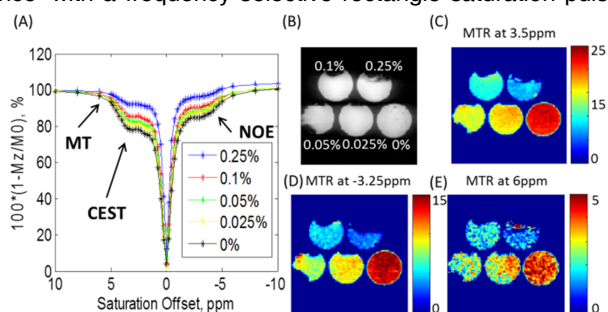 with a frequency selective rectangle saturation
(A)
100*(1-Mz/M0), %
120
100
80
60
40
20
0
10 5 0 -5 -10
Saturation Offset, ppm
MT
CEST
NOE
0.25%
0.1%
0.05%
0.025%
0%
(B)
0.1% 0.25%
0.05% 0.025% 0%
(C)
MTR at 3.5ppm
25
20
15
(D) MTR at -3.25ppm
15
10
0
(E) MTR at 6ppm
5
0